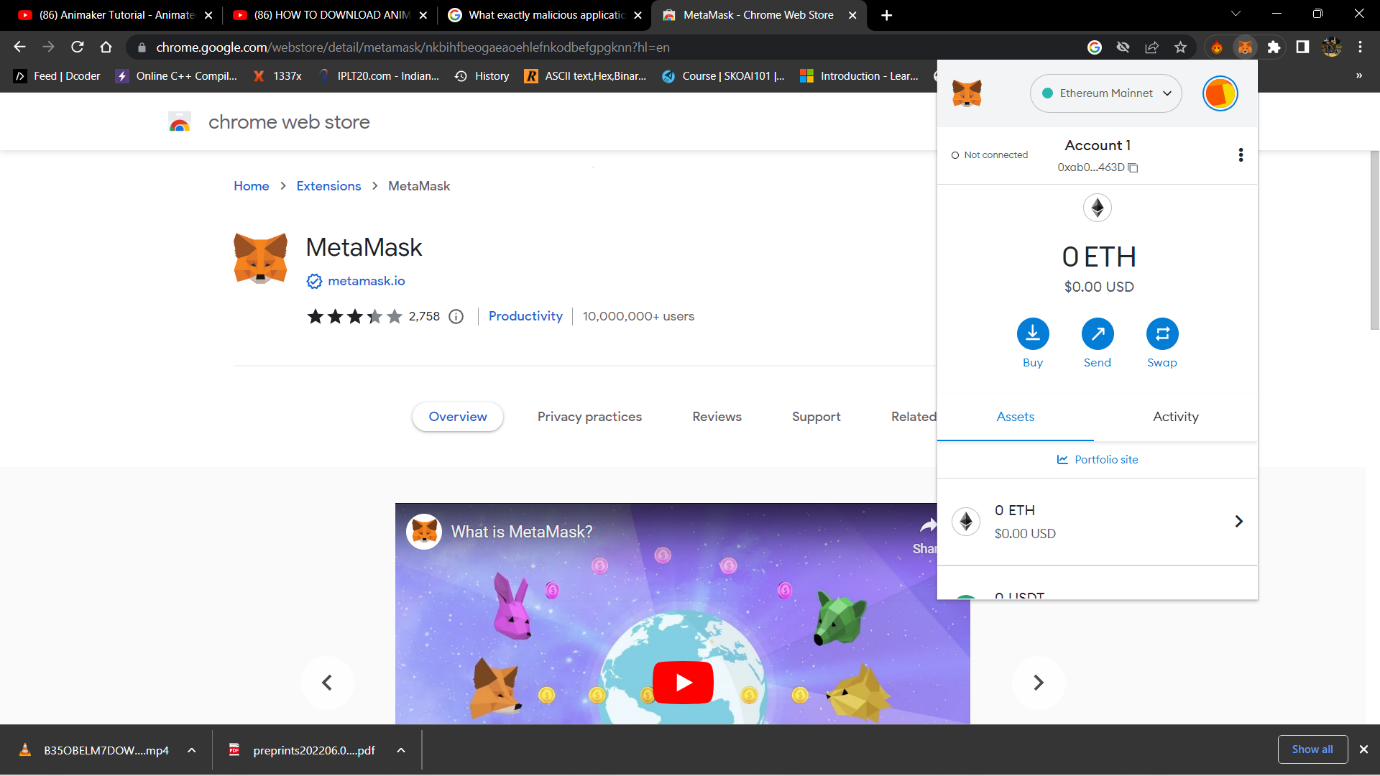 (86) Animaker Tutorial - Animate
(86) HOW TO DOWNLOAD ANIM
What exactly malicious applicatio
MetaMask - Chrome Web Store
chrome.google.com/webstore/detail/metamask/nkbihfbeogaeaoehlefnkodbefgpgknn?hl=en
Feed | Dcoder
Online C++ Compil...
1337x
IPLT20.com - Indian...
History
ASCII text,Hex,Binar...
Course | SKOAI101 |...
Introduction - Lear...
»
chrome web store
Home > Extensions > MetaMask
MetaMask
metamask.io
2,758
Productivity
10,000,000+ users
Overview
Privacy practices
Reviews
Support
Related
What is MetaMask?
Shar
Ethereum Mainnet
Not connected
Account 1
0xab0...463D
0 ETH
$0.00 USD
Buy
Send
Swap
Assets
Activity
Portfolio site
0 ETH
$0.00 USD
0 USDT
B35OBELM7DOW....mp4
preprints202206.0....pdf
Show all